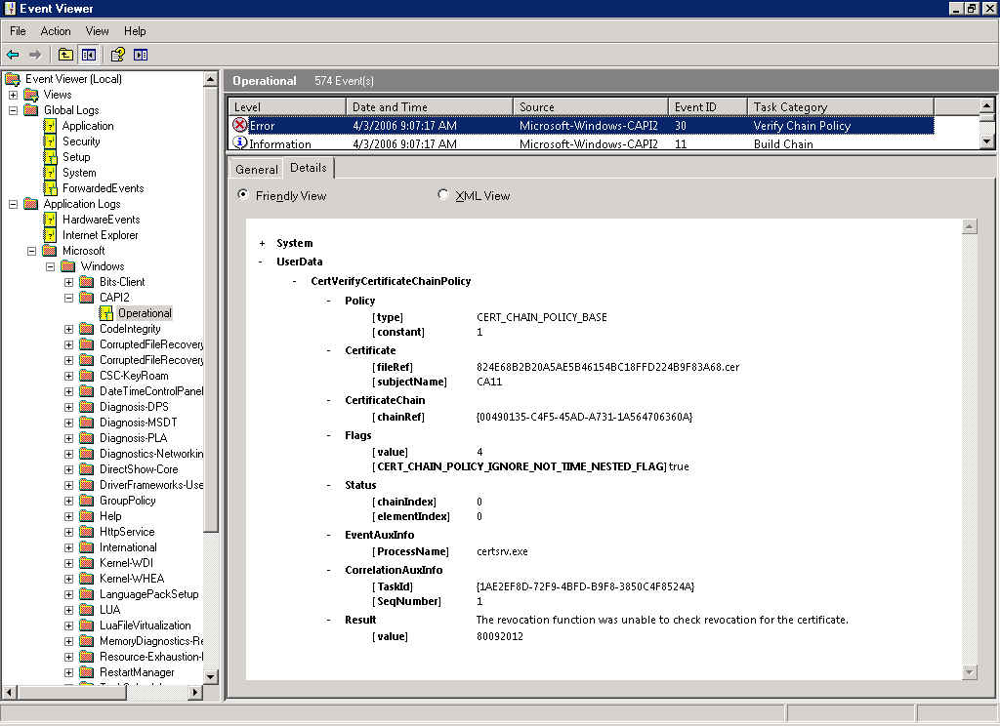 Event Viewer
File Action View Help
Event Viewer (Local)
Views
Global Logs
Application
Security
Setup
System
ForwardedEvents
Application Logs
HardwareEvents
Internet Explorer
Microsoft
Windows
Bits-Client
CAPI2
Operational
CodeIntegrity
CorruptedFileRecovery
CorruptedFileRecovery
CSC-KeyRoam
DateTimeControlPanel
Diagnosis-DPS
Diagnosis-MSDT
Diagnosis-PLA
Diagnostics-Networkin
DirectShow-Core
DriverFrameworks-Use
GroupPolicy
Help
HttpService
International
Kernel-WDI
Kernel-WHEA
LanguagePackSetup
LUA
LuaFileVirtualization
MemoryDiagnostics-Re
Resource-Exhaustion-
RestartManager
Operational 574 Event(s)
Level Date and Time Source Event ID Task Category
Error 4/3/2006 9:07:17 AM Microsoft-Windows-CAPI2 30 Verify Chain Policy
Information 4/3/2006 9:07:17 AM Microsoft-Windows-CAPI2 11 Build Chain
General Details
Friendly View XML View
+ System
- UserData
- CertVerifyCertificateChainPolicy
- Policy
[type] CERT_CHAIN_POLICY_BASE
[constant] 1
- Certificate
[fileRef] 824E68B2B20A5AE5B46154BC18FFD224B9F83A68.cer
[subjectName] CA11
- CertificateChain
[chainRef] {00490135-C4F5-45AD-A731-1A564706360A}
- Flags
[value] 4
[CERT_CHAIN_POLICY_IGNORE_NOT_TIME_NESTED_FLAG] true
- Status
[chainIndex] 0
[elementIndex] 0
- EventAuxInfo
[ProcessName] certsrv.exe
- CorrelationAuxInfo
[TaskId] {1AE2EF8D-72F9-4BFD-B9F8-3850C4F8524A}
[SeqNumber] 1
- Result The revocation function was unable to check revocation for the certificate.
[value] 80092012